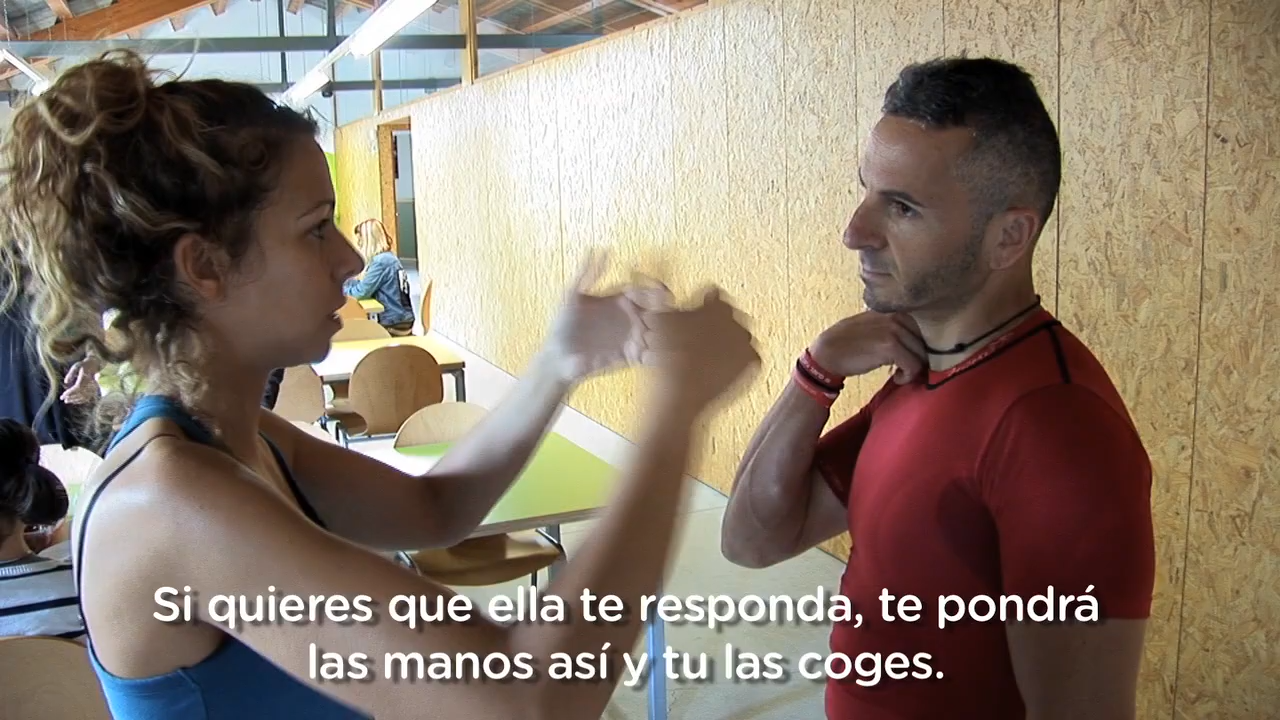 Si quieres que ella te responda, te pondrá
las manos así y tu las coges.